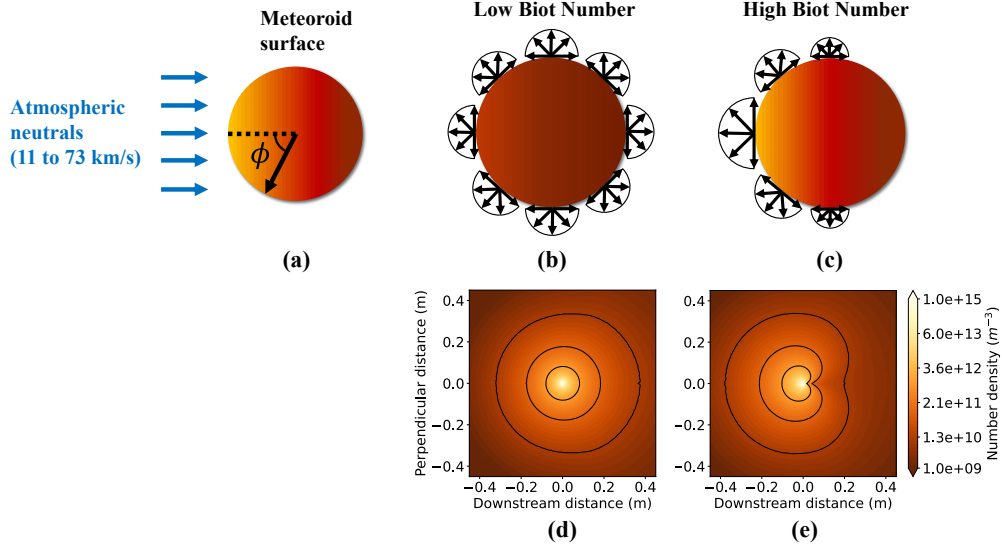 Meteoroid
surface
Low Biot Number
High Biot Number
Atmospheric
neutrals
(11 to 73 km/s)
ϕ
(a)
(b)
(c)
Perpendicular distance (m)
0.4
0.2
0.0
−0.2
−0.4
−0.4 −0.2 0.0 0.2 0.4
Downstream distance (m)
(d)
0.4
0.2
0.0
−0.2
−0.4
−0.4 −0.2 0.0 0.2 0.4
Downstream distance (m)
(e)
1.0e+15
6.0e+13
3.6e+12
2.1e+11
1.3e+10
1.0e+09
Number density (m⁻³)